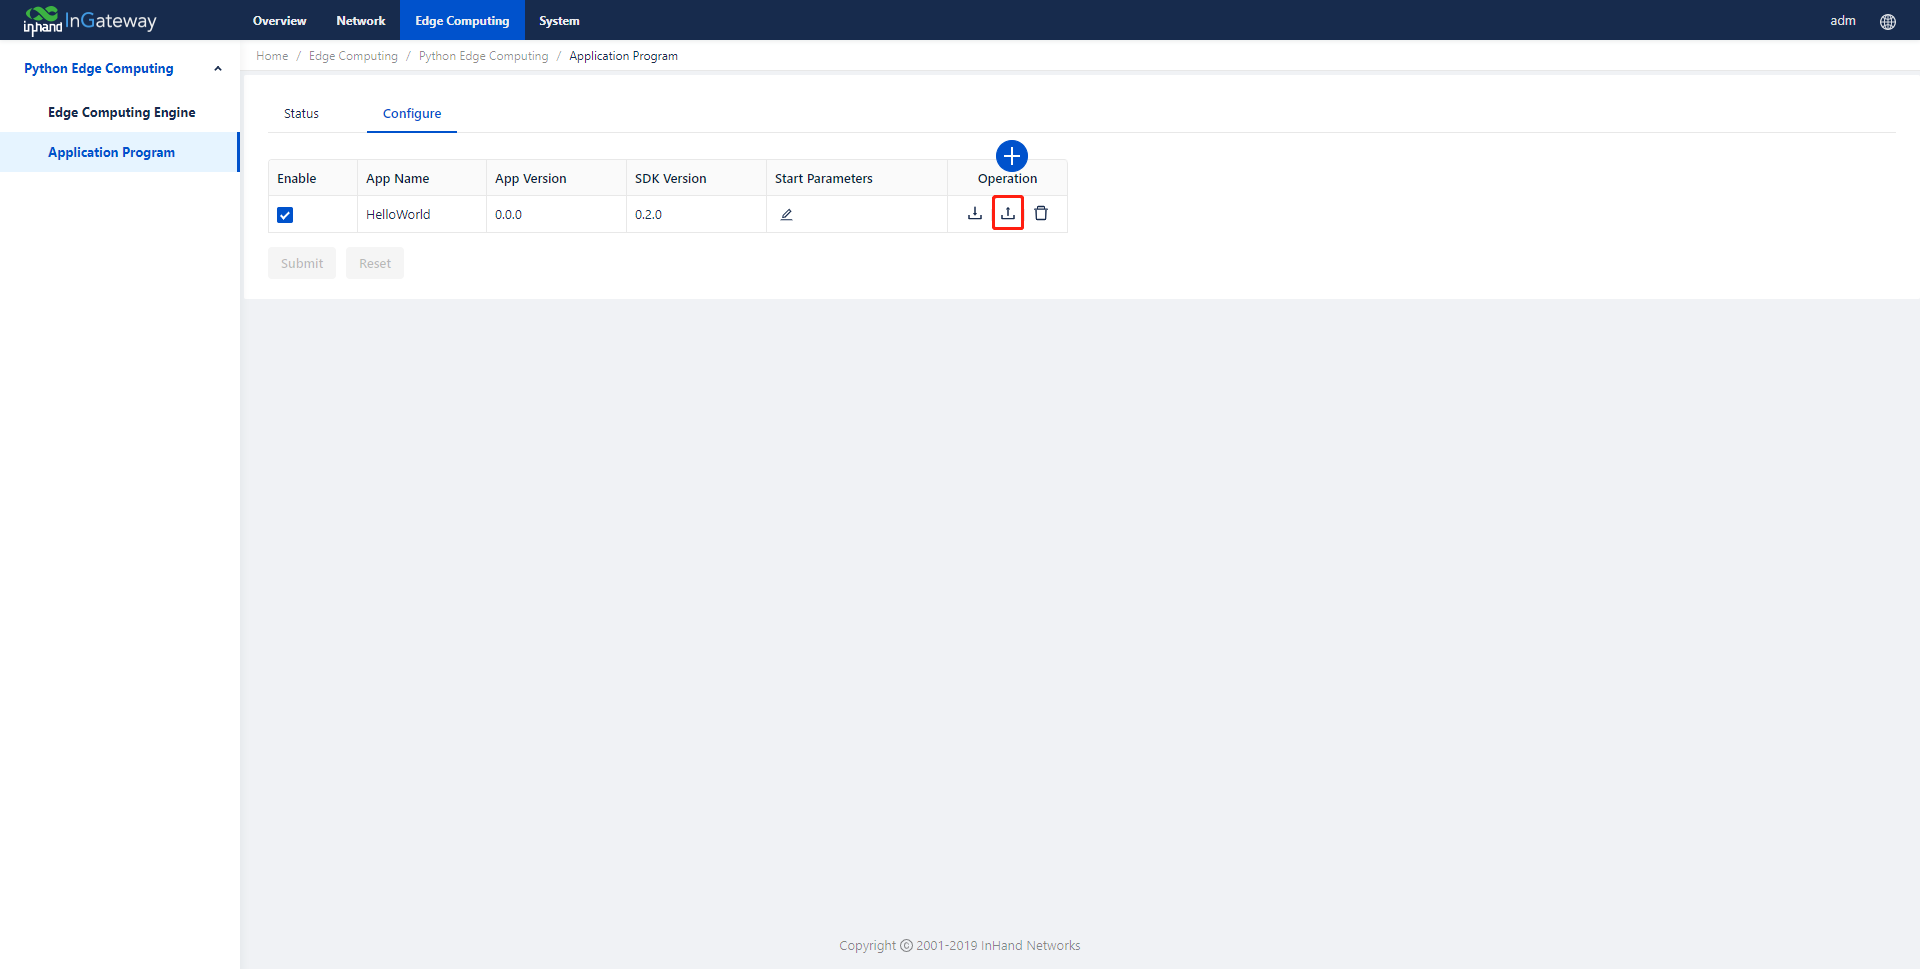 inhand InGateway Overview Network Edge Computing System adm
Home / Edge Computing / Python Edge Computing / Application Program
Python Edge Computing
Edge Computing Engine
Application Program
Status Configure
Enable App Name App Version SDK Version Start Parameters Operation
HelloWorld 0.0.0 0.2.0
Submit Reset
Copyright © 2001-2019 InHand Networks